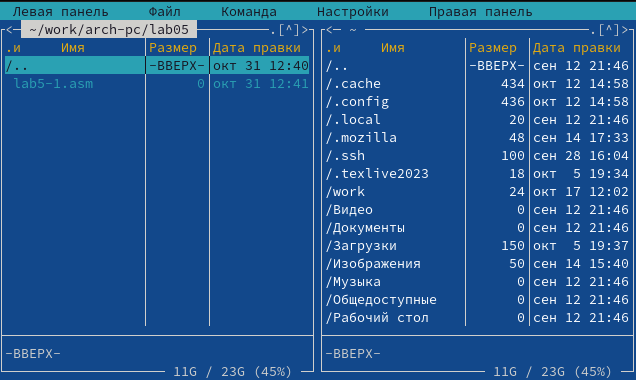 Левая панель Файл Команда Настройки Правая панель
<─ ~/work/arch-pc/lab05 .[^]> <─ ~ .[^]>
.и Имя Размер Дата правки .и Имя Размер Дата правки
/.. -ВВЕРХ- окт 31 12:40 /.. -ВВЕРХ- сен 12 21:46
lab5-1.asm 0 окт 31 12:41 /.cache 434 окт 12 14:58
/.config 436 окт 12 14:58
/.local 20 сен 12 21:46
/.mozilla 48 сен 14 17:33
/.ssh 100 сен 28 16:04
/.texlive2023 18 окт 5 19:34
/work 24 окт 17 12:02
/Видео 0 сен 12 21:46
/Документы 0 сен 12 21:46
/Загрузки 150 окт 5 19:37
/Изображения 50 сен 14 15:40
/Музыка 0 сен 12 21:46
/Общедоступные 0 сен 12 21:46
/Рабочий стол 0 сен 12 21:46
-ВВЕРХ- -ВВЕРХ-
11G / 23G (45%) 11G / 23G (45%)